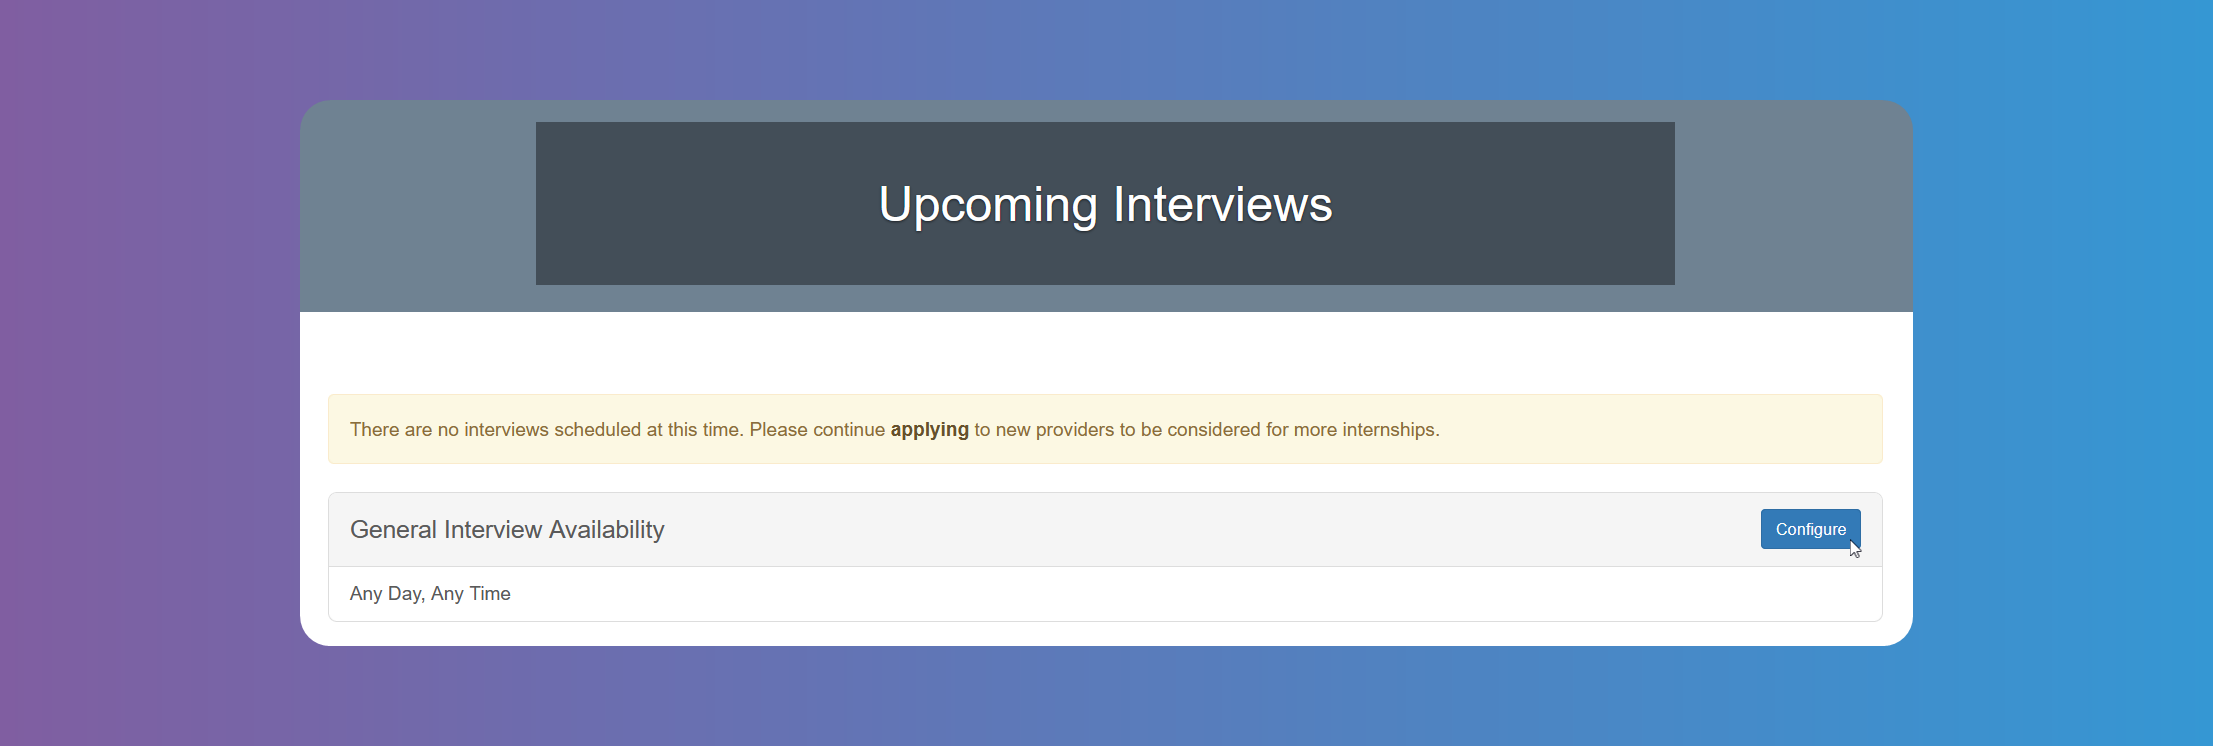 Upcoming Interviews
There are no interviews scheduled at this time. Please continue applying to new providers to be considered for more internships.
General Interview Availability
Configure
Any Day, Any Time